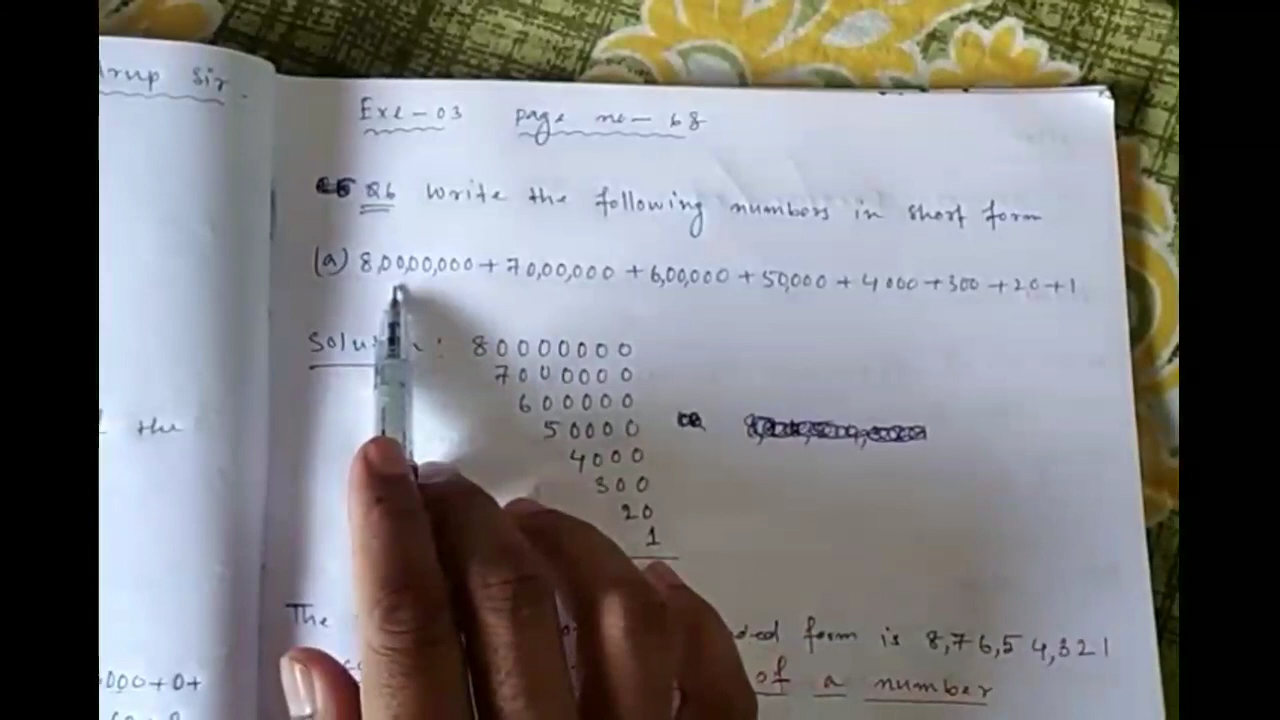 Sir.
Exe-03 page no- 68
Q6 Write the following numbers in short form
(a) 8,00,00,000 + 70,00,000 + 6,00,000 + 50,000 + 4000 + 300 + 20 + 1
:
80000000
7000000
600000
50000
4000
300
20
1
the
The form is 8,76,54,321
of a number
000+0+